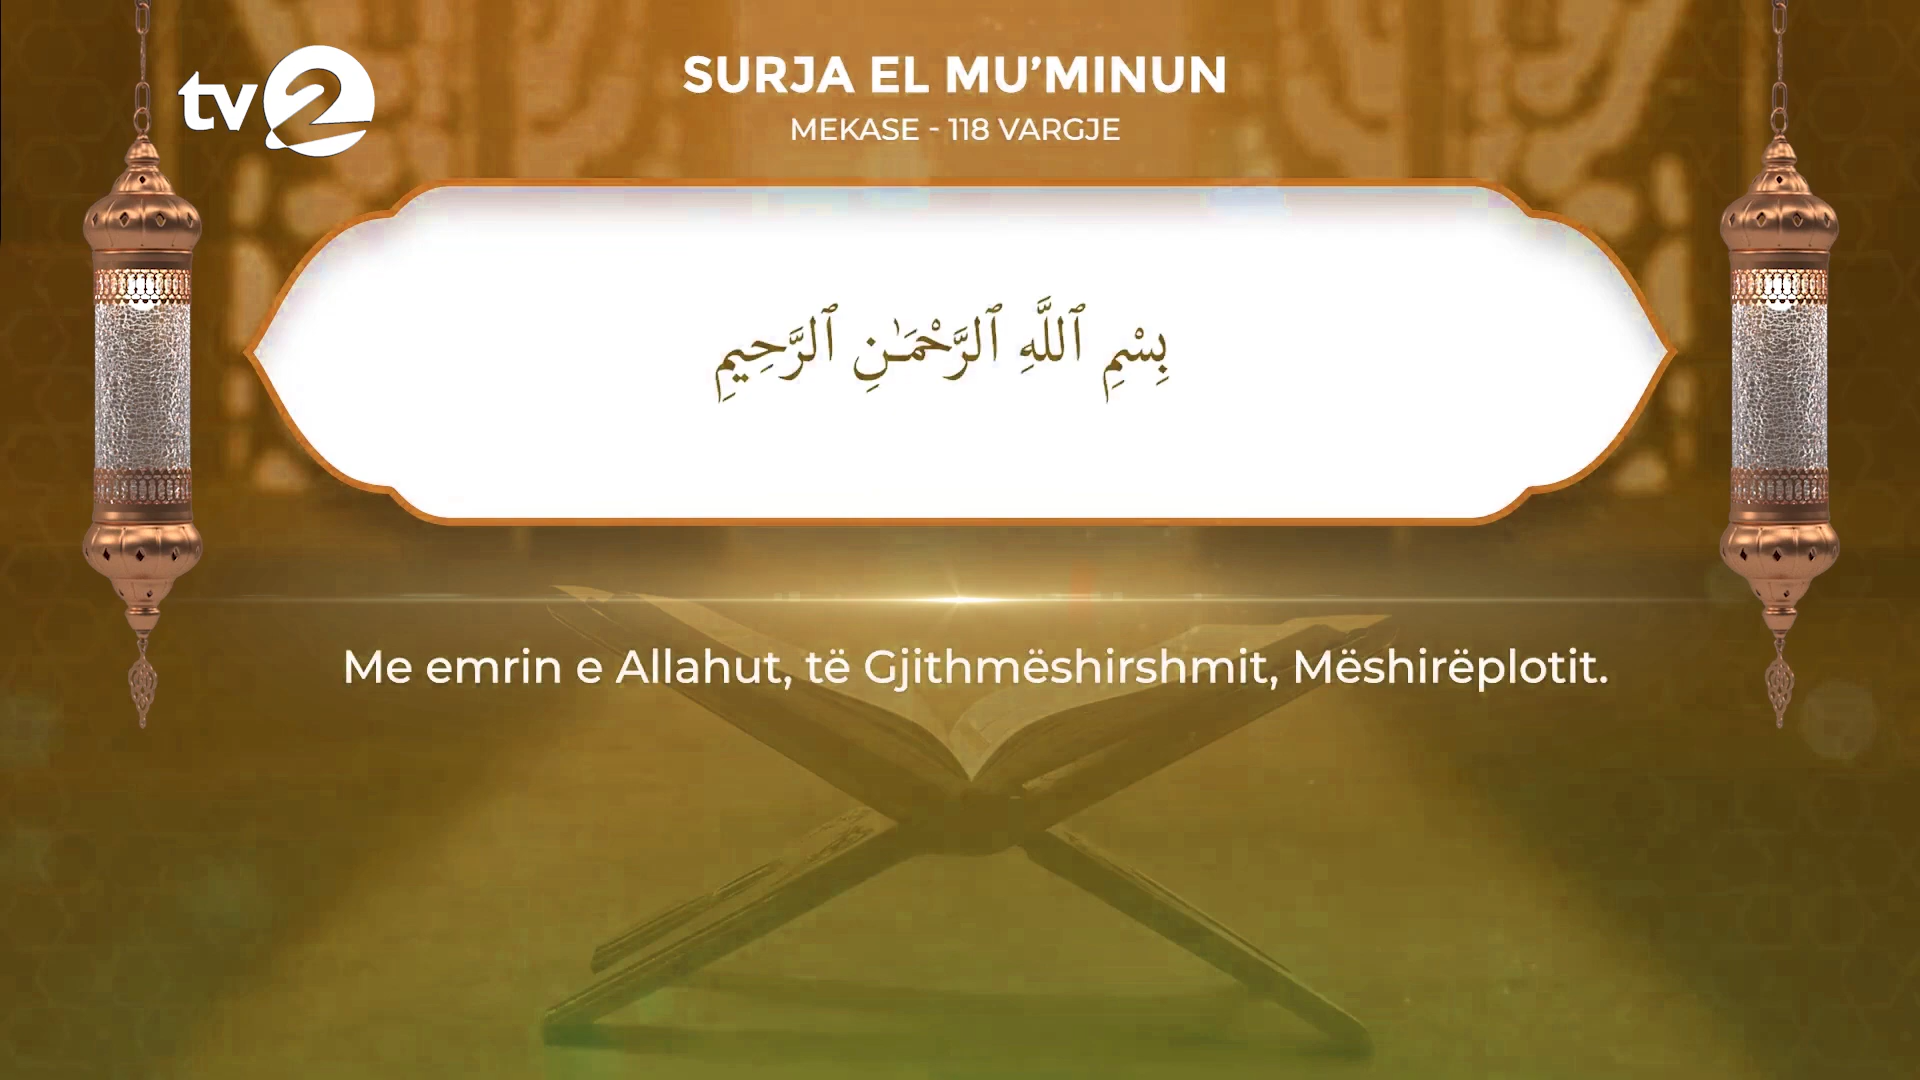 tv2
SURJA EL MU’MINUN
MEKASE - 118 VARGJE
بِسْمِ ٱللَّهِ ٱلرَّحْمَـٰنِ ٱلرَّحِيمِ
Me emrin e Allahut, të Gjithmëshirshmit, Mëshirëplotit.